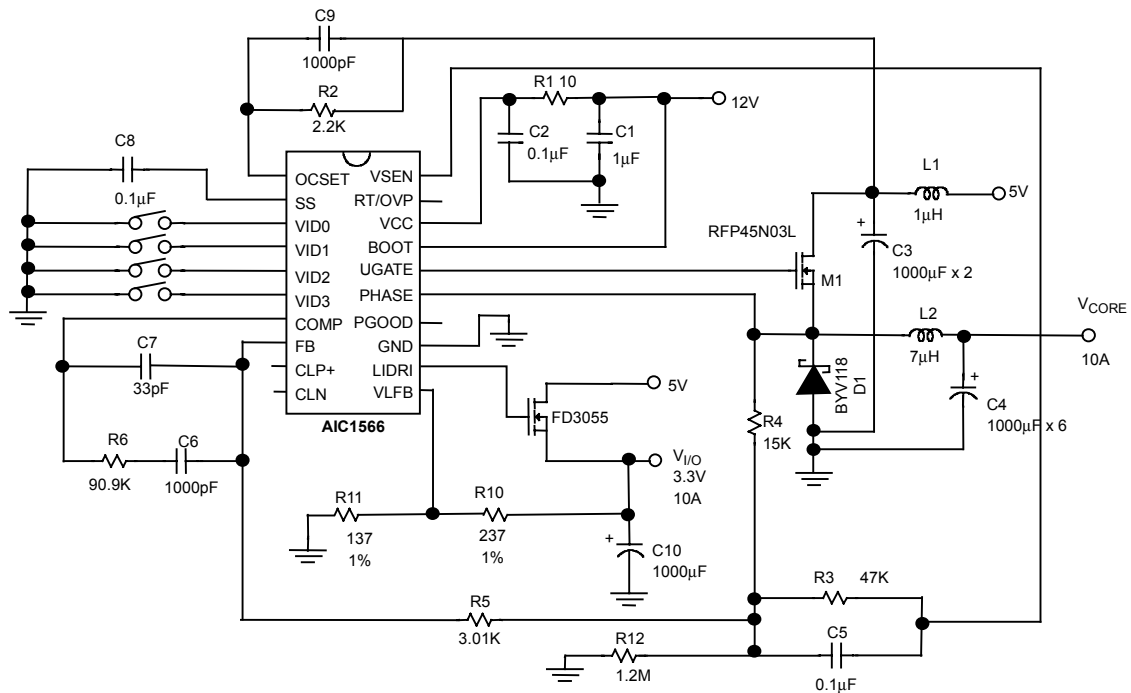 C9
1000pF
R2
2.2K
R1 10
12V
C2
0.1μF
C1
1μF
C8
0.1μF
L1
1μH
5V
OCSET
SS
VID0
VID1
VID2
VID3
COMP
FB
CLP+
CLN
VSEN
RT/OVP
VCC
BOOT
UGATE
PHASE
PGOOD
GND
LIDRI
VLFB
AIC1566
RFP45N03L
M1
+
C3
1000μF x 2
L2
7μH
VCORE
10A
BYV118
D1
+
C4
1000μF x 6
C7
33pF
R6
90.9K
C6
1000pF
5V
FD3055
VI/O
3.3V
10A
R4
15K
R11
137
1%
R10
237
1%
+
C10
1000μF
R3 47K
R5
3.01K
R12
1.2M
C5
0.1μF